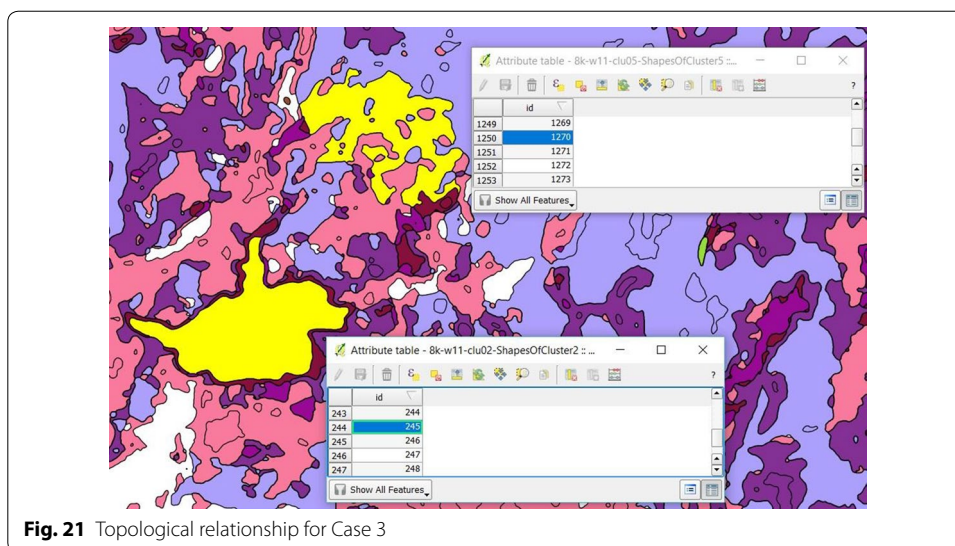 Attribute table - 8k-w11-clu05-ShapesOfCluster5 ::...
?
id
1249 1269
1250 1270
1251 1271
1252 1272
1253 1273
Show All Features
Attribute table - 8k-w11-clu02-ShapesOfCluster2 :: ...
?
id
243 244
244 245
245 246
246 247
247 248
Show All Features
Fig. 21 Topological relationship for Case 3